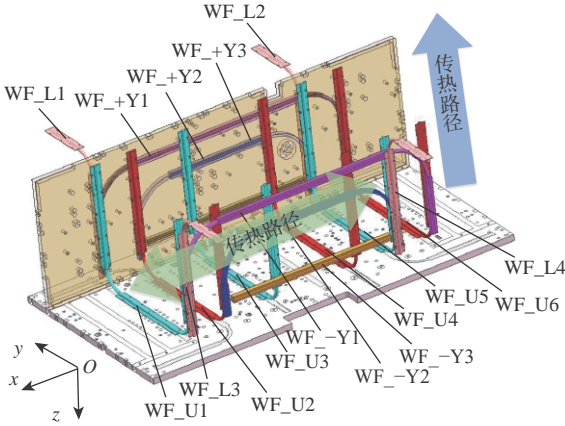 WF_L2
WF_+Y3
WF_+Y2
WF_L1
WF_+Y1
传热路径
传热路径
WF_L4
WF_U5
WF_U6
WF_U4
WF_−Y1
WF_−Y3
WF_U3
WF_−Y2
WF_L3
WF_U2
WF_U1
y
x
O
z